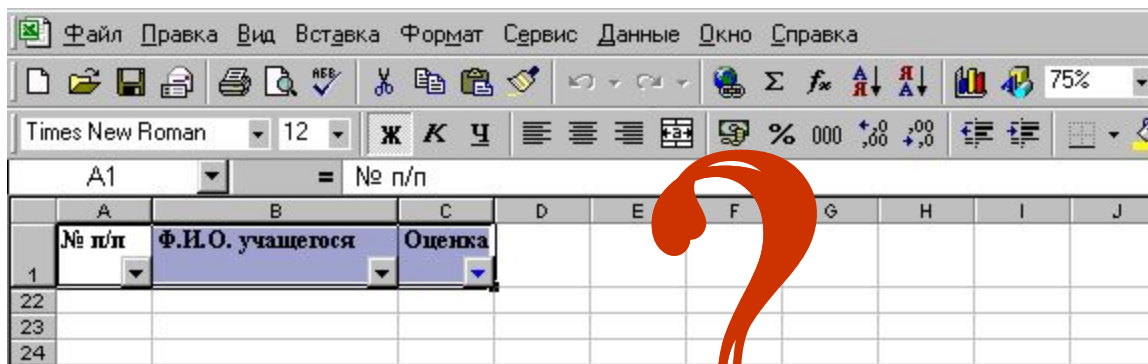 Файл Правка Вид Вставка Формат Сервис Данные Окно Справка
75%
Times New Roman 12 Ж К Ч % 000
A1 = № п/п
A B C D E F G H I J
№ п/п Ф.И.О. учащегося Оценка
1
22
23
24
?